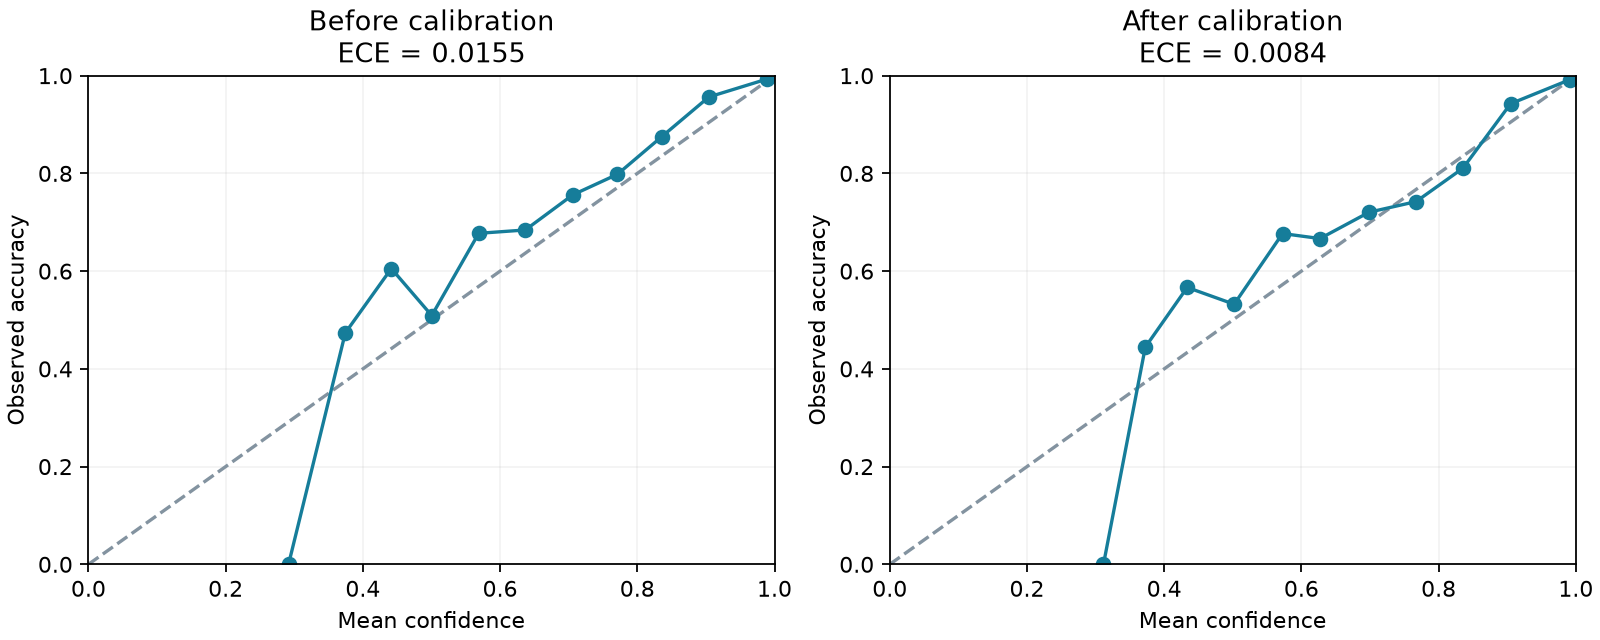 Before calibration
ECE = 0.0155
1.0
0.8
0.6
0.4
0.2
0.0
Observed accuracy
0.0 0.2 0.4 0.6 0.8 1.0
Mean confidence
After calibration
ECE = 0.0084
1.0
0.8
0.6
0.4
0.2
0.0
Observed accuracy
0.0 0.2 0.4 0.6 0.8 1.0
Mean confidence